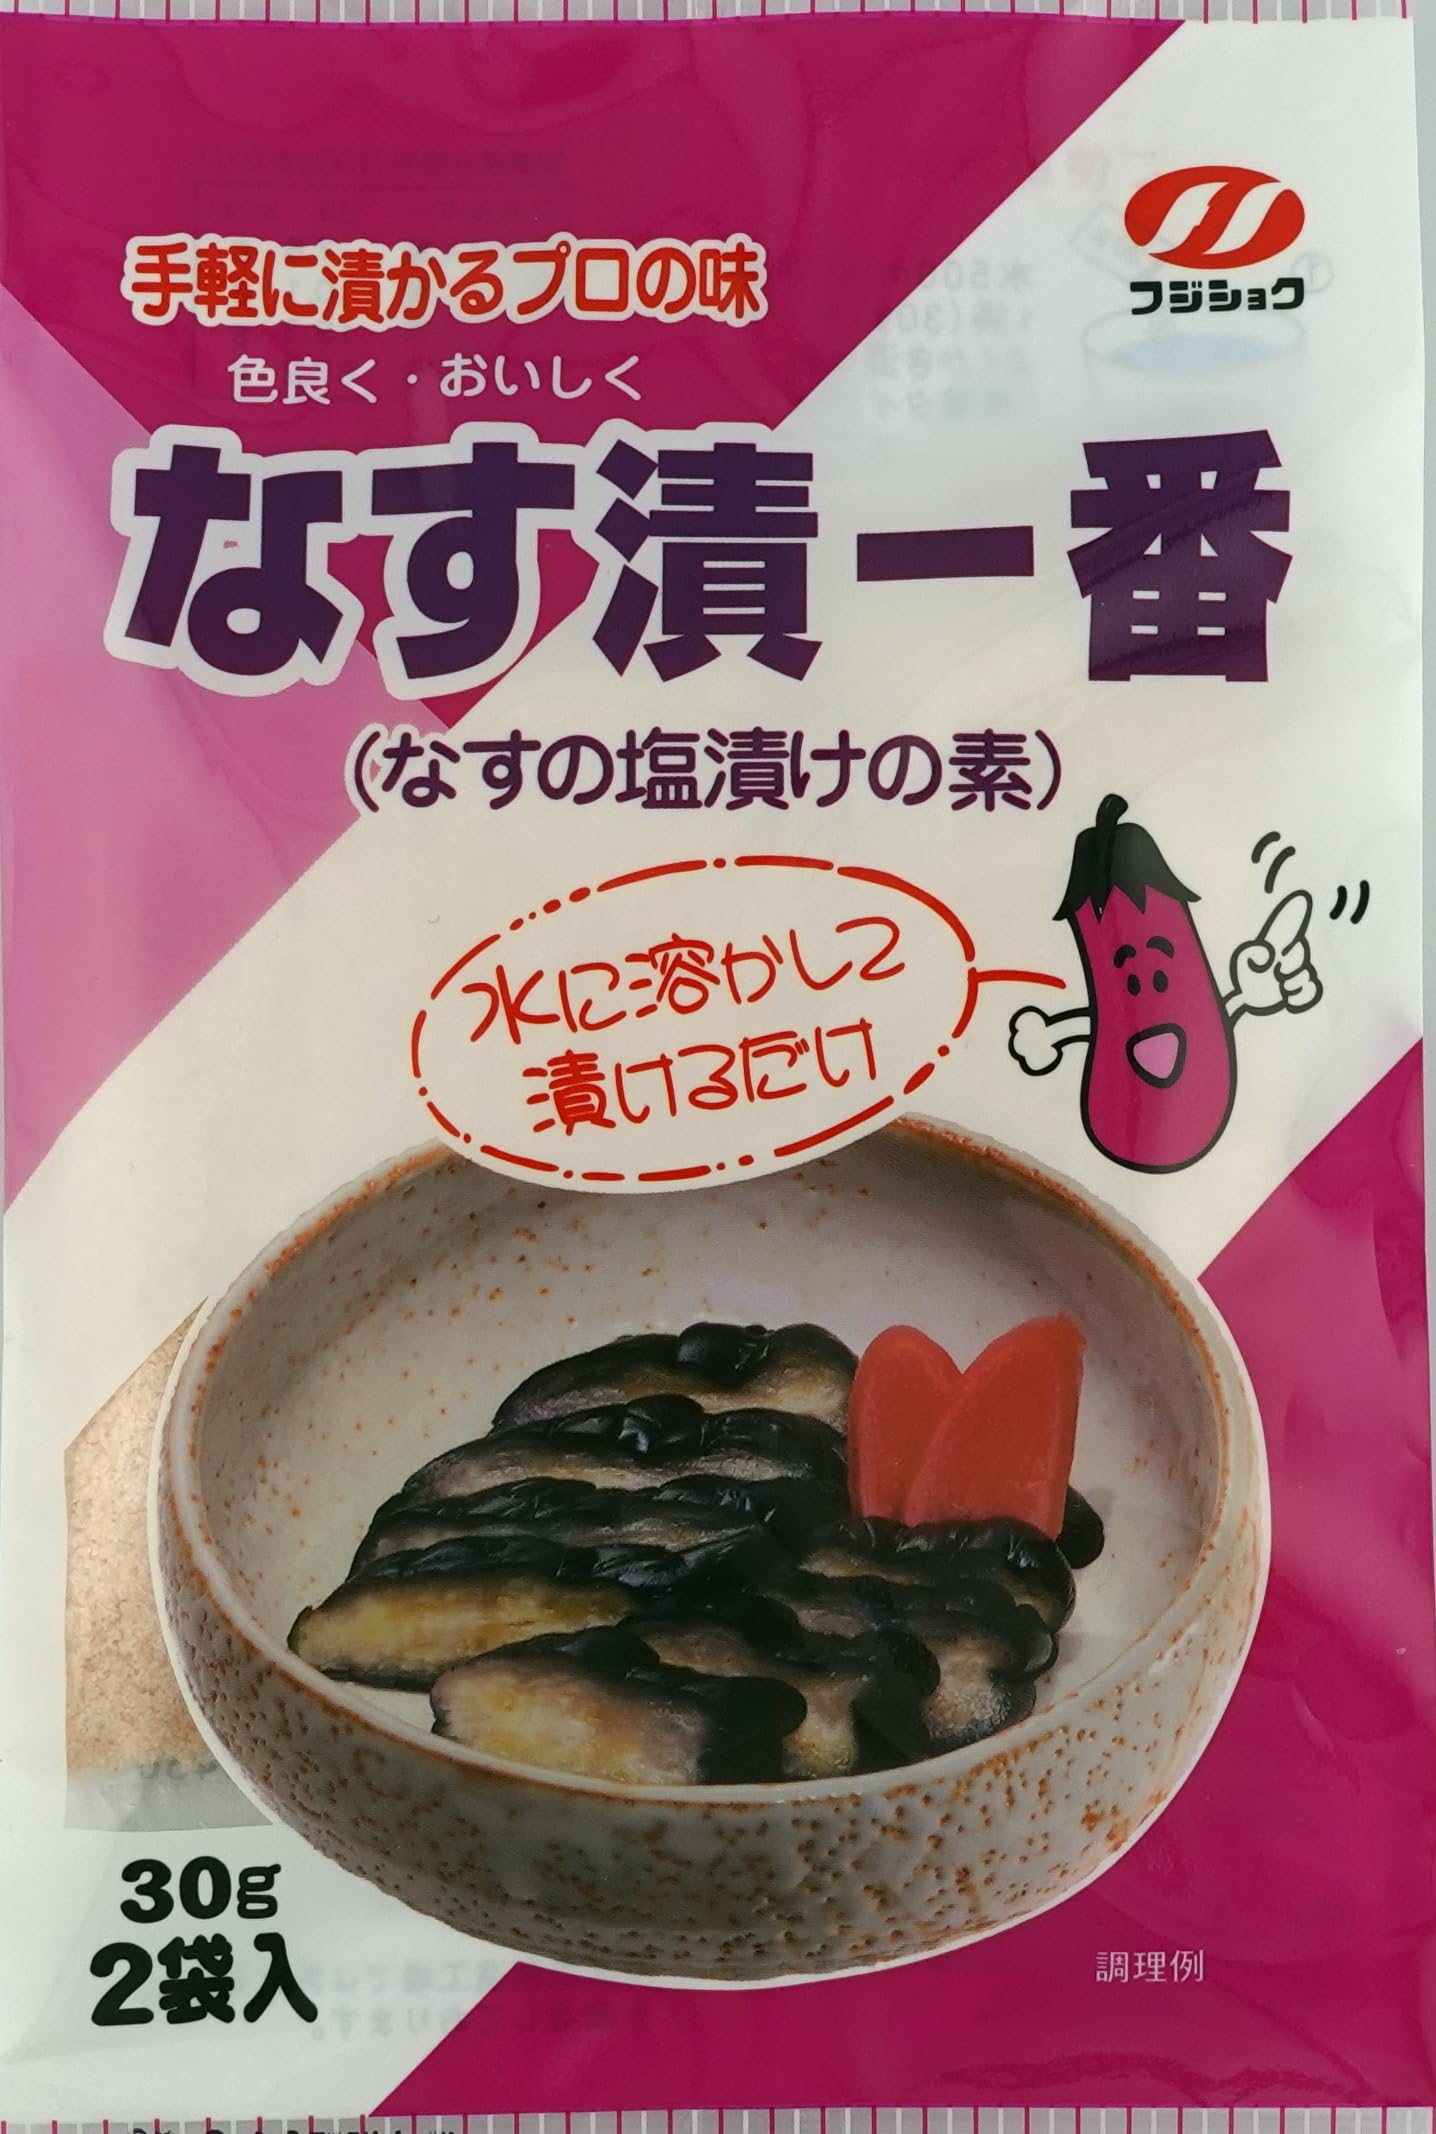 フジショク
手軽に漬かるプロの味
色良く・おいしく
なす漬一番
(なすの塩漬けの素)
水に溶かして
漬けるだけ
30g
2袋入
調理例